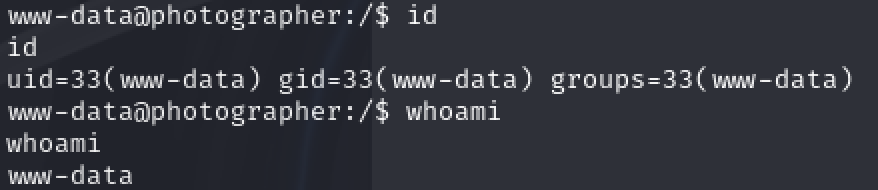 www-data@photographer:/$ id
id
uid=33(www-data) gid=33(www-data) groups=33(www-data)
www-data@photographer:/$ whoami
whoami
www-data